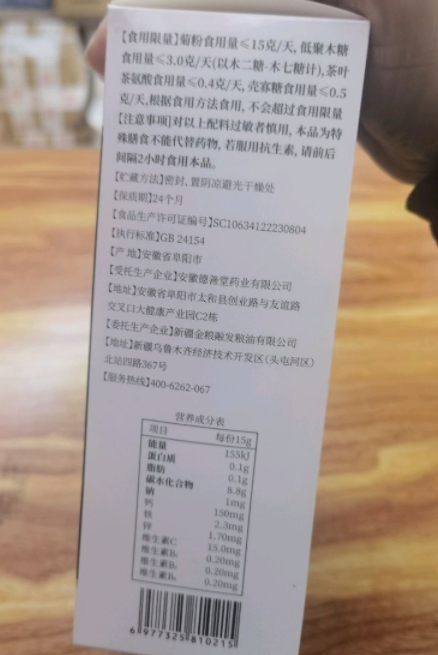 【食用限量】菊粉食用量≤15克/天, 低聚木糖
食用量≤3.0克/天(以木二糖-木七糖计),茶叶
茶氨酸食用量≤0.4克/天, 壳寡糖食用量≤0.5
克/天,根据食用方法食用, 不会超过食用限量
【注意事项】对以上配料过敏者慎用, 本品为特
殊膳食不能代替药物, 若服用抗生素, 请前后
间隔2小时食用本品。
【贮藏方法】密封、置阴凉避光干燥处
【保质期】24个月
【食品生产许可证编号】SC10634122230804
【执行标准】GB 24154
【产 地】安徽省阜阳市
【受托生产企业】安徽德善堂药业有限公司
【地址】安徽省阜阳市太和县创业路与友谊路
交叉口大健康产业园C2栋
【委托生产企业】新疆金粮融发粮油有限公司
【地址】新疆乌鲁木齐经济技术开发区(头屯河区)
北站四路367号
【服务热线】400-6262-067
营养成分表
项目 每份15g
能量 155kJ
蛋白质 0.1g
脂肪 0.1g
碳水化合物 8.8g
钠 1mg
钙 150mg
铁 2.3mg
锌 1.70mg
维生素C 15.0mg
维生素B 0.20mg
维生素B 0.20mg
维生素B 0.20mg
6 977325 810215